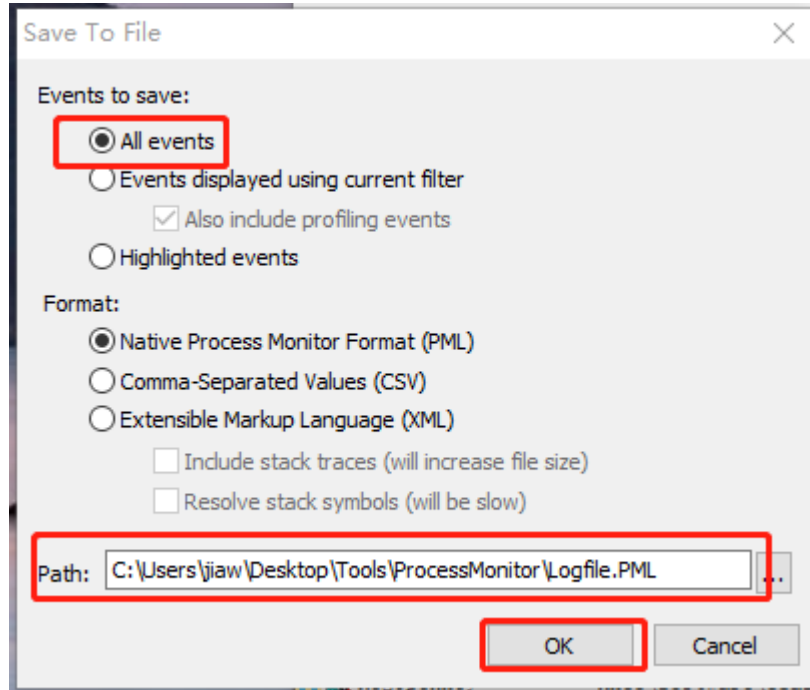 Save To File
Events to save:
All events
Events displayed using current filter
Also include profiling events
Highlighted events
Format:
Native Process Monitor Format (PML)
Comma-Separated Values (CSV)
Extensible Markup Language (XML)
Include stack traces (will increase file size)
Resolve stack symbols (will be slow)
Path: C:\Users\jiaw\Desktop\Tools\ProcessMonitor\Logfile.PML ...
OK Cancel